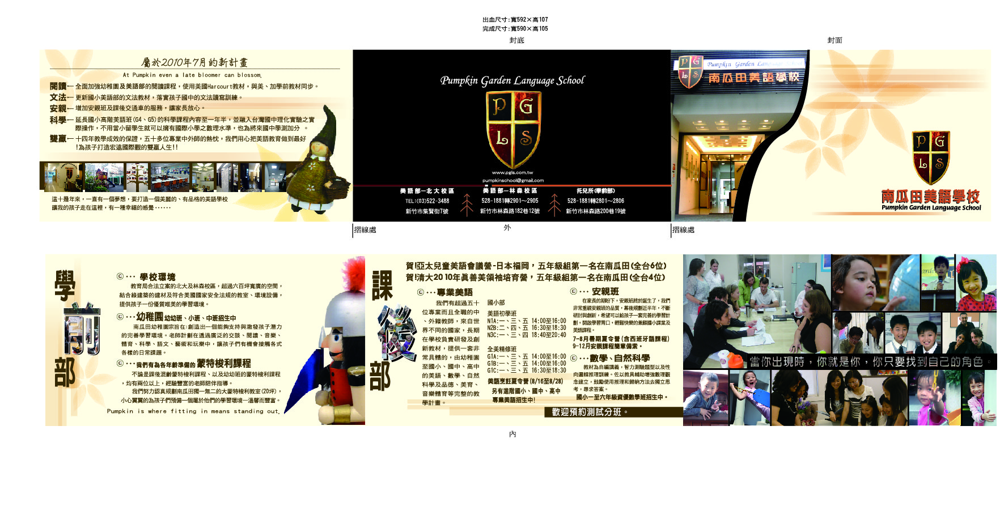 出血尺寸:寬592×高107
完成尺寸:寬590×高105
封底
封面
屬於2010年7月的新計畫
At Pumpkin even a late bloomer can blossom.
閱讀←全面加強幼稚園及美語部的閱讀課程，使用美國Harcourt教材，與美、加學前教材同步。
文法←更新國小美語部的文法教材，落實孩子國中的文法讀寫訓練。
安親←增加安親班及課後交通車的服務，讓家長放心。
科學←延長國小高階美語班(G4、G5)的科學課程內容至一年半，並融入台灣國中理化實驗之實
際操作，不用當小留學生就可以擁有國際小學之數理水準，也為將來國中學測加分 。
雙贏←十四年教學成效的保證，五十多位專業中外師的熱忱，我們用心把美語教育做到最好
!為孩子打造宏遠國際觀的雙贏人生!!
這十幾年來，一直有一個夢想，要打造一個美麗的、有品格的美語學校
讓我的孩子走在這裡，有一種幸福的感覺······
Pumpkin Garden Language School
P G
L S
www.pgls.com.tw
pumpkinschool@gmail.com
美語部—北大校區
TEL:(03)522-3488
新竹市集賢街7號
美語部—林森校區
528-1881轉2901～2905
新竹市林森路182巷12號
托兒所(學前部)
528-1881轉2801～2806
新竹市林森路200巷19號
P G
L S
Pumpkin Garden Language School
南瓜田美語學校
P G
L S
南瓜田美語學校
Pumpkin Garden Language School
摺線處
外
摺線處
學前部
©··· 學校環境
教育局合法立案的北大及林森校區，超過六百坪寬廣的空間，
結合綠建築的建材及符合美國國家安全法規的教室、環境設備，
提供孩子一份優質唯美的學習環境。
©···幼稚園 幼幼班、小班、中班招生中
南瓜田幼稚園宗旨在:創造出一個能夠支持與激發孩子潛力
的完善學習環境。老師計劃在透過廣泛的交談、閱讀、音樂、
體育、科學、語文、藝術和玩樂中，讓孩子們有機會接觸各式
各樣的日常課題。
©···我們有為各年齡準備的 蒙特梭利課程
不論是課後混齡蒙特梭利課程、以及幼幼班的蒙特梭利課程
，均有兩位以上，經驗豐富的老師陪伴指導。
我們努力認真規劃南瓜田獨一無二的大蒙特梭利教室(20坪)，
小心翼翼的為孩子們預備一個屬於他們的學習環境—溫馨而豐富。
Pumpkin is where fitting in means standing out.
課後部
賀!亞太兒童美語會議營-日本福岡，五年級組第一名在南瓜田(全台6位)
賀!清大2010年真善美領袖培育營，五年級組第一名在南瓜田(全台4位)
©···專業美語
我們有超過五十
位專業而且全職的中
、外籍教師，來自世
界不同的國家，長期
在學校負責研發及創
新教材，提供一套非
常具體的，由幼稚園
至國小、國中、高中
的美語、數學、自然
科學及品德、美育、
音樂體育等完整的教
學計畫。
國小部
美語初學班
N1A:一、三、五 14:00至16:00
N2B:二、四、五 16:30至18:30
N3C:一、三、四 18:40至20:40
全美精修班
G1A:一、三、五 14:00至16:00
G1B:一、三、五 14:00至16:00
G1C:一、三、五 16:30至18:30
美語烹飪夏令營(8/16至8/28)
另有進階國小、國中、高中
專業美語招生中!
©··· 安親班
在家長的期盼下，安親班終於誕生了，我們
非常重視安親班的品質，幕後規劃近半年，不斷
研討與創新，希望可以給孩子一套完善的學習計
劃，開啟學習胃口，輕鬆快樂的兼顧國小課業及
美語課程。
7-8月暑期夏令營(含西班牙語課程)
9-12月安親課程簡章備索。
©···數學、自然科學
教材為自編講義，智力測驗題型以及性
向邏輯推理訓練。佐以教具輔助增強數理觀
念建立，鼓勵使用推理和歸納方法去獨立思
考，尋求答案。
國小一至六年級資優數學班招生中。
歡迎預約測試分班。
當你出現時，你就是你，你只要找到自己的角色。
內